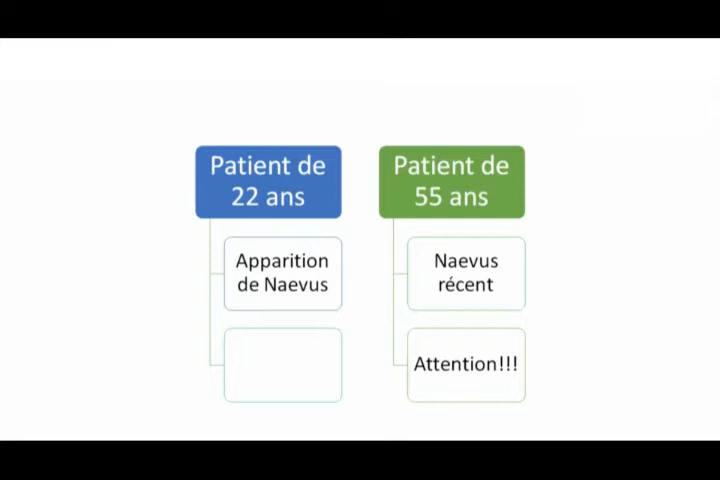 Patient de
22 ans
Apparition
de Naevus
Patient de
55 ans
Naevus
récent
Attention!!!